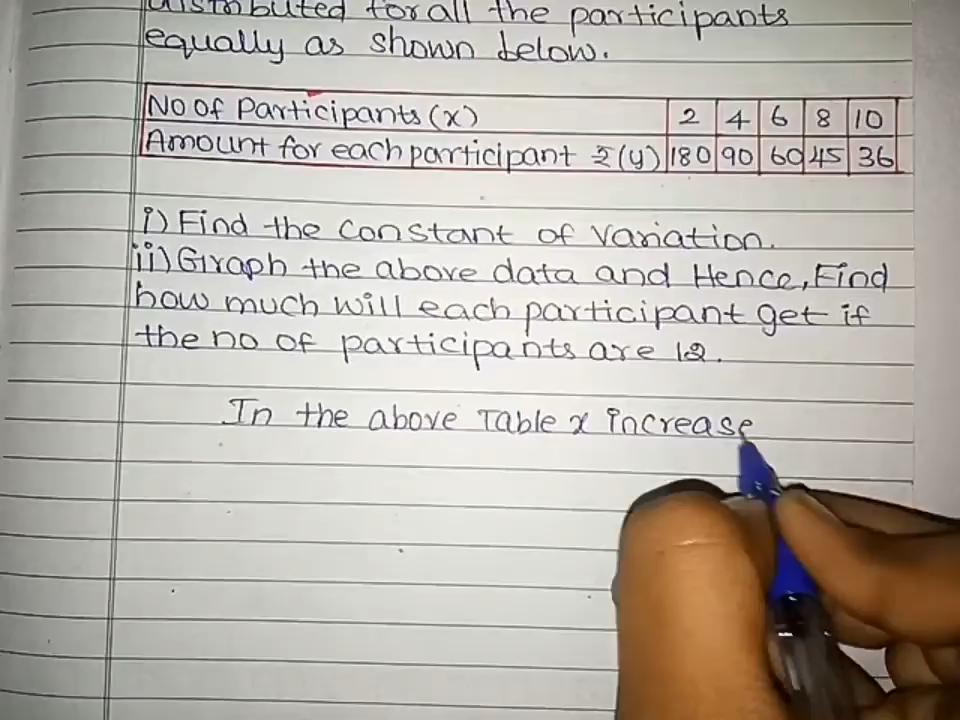 distributed for all the participants
equally as shown below.
No Of Participants (x) 2 4 6 8 10
Amount for each participant ₹ (y) 180 90 60 45 36
i) Find the constant of variation.
ii) Graph the above data and Hence, Find
how much will each participant get if
the no of participants are 12.
In the above Table x increase